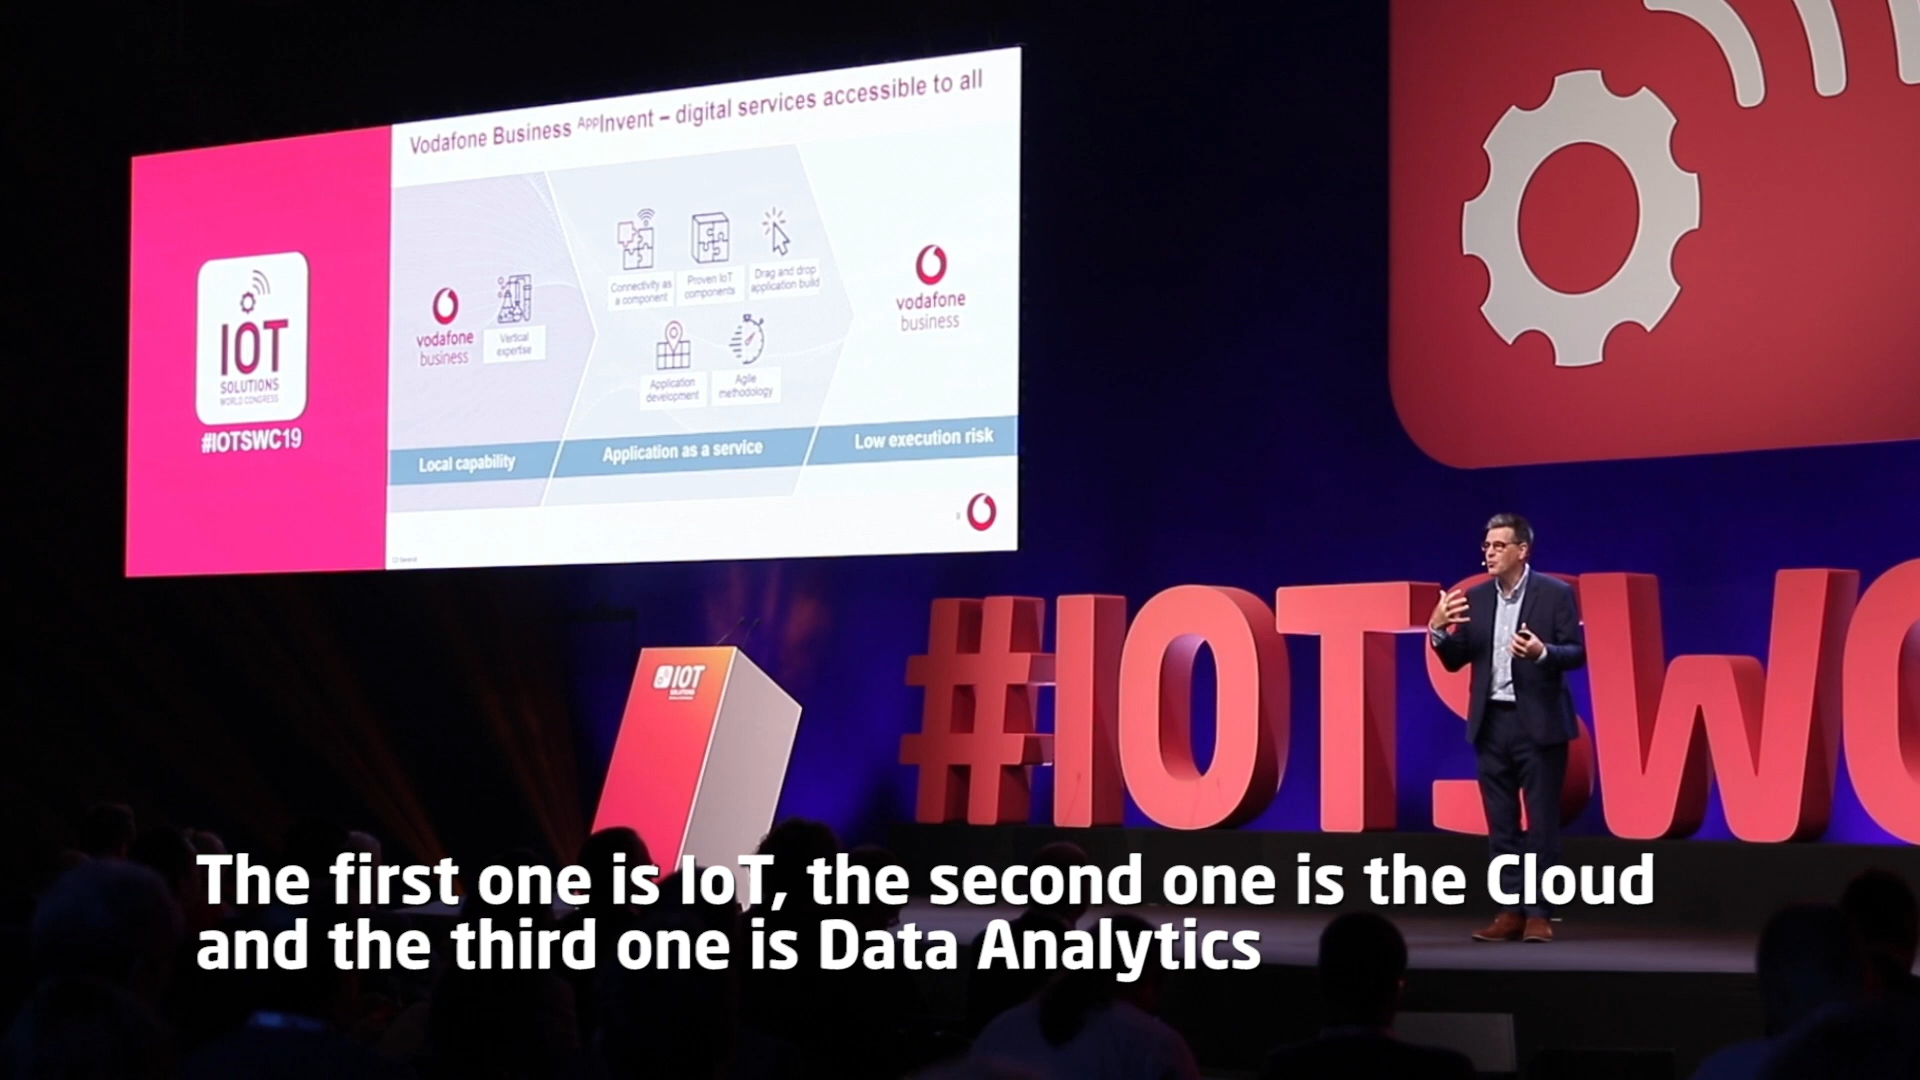 Vodafone Business AppInvent – digital services accessible to all
IOT
SOLUTIONS
WORLD CONGRESS
#IOTSWC19
vodafone
business
Vertical
expertise
Connectivity as
a component
Proven IoT
components
Drag and drop
application build
Application
development
Agile
methodology
vodafone
business
Local capability
Application as a service
Low execution risk
IOT
SOLUTIONS
#IOTSWC
The first one is IoT, the second one is the Cloud
and the third one is Data Analytics